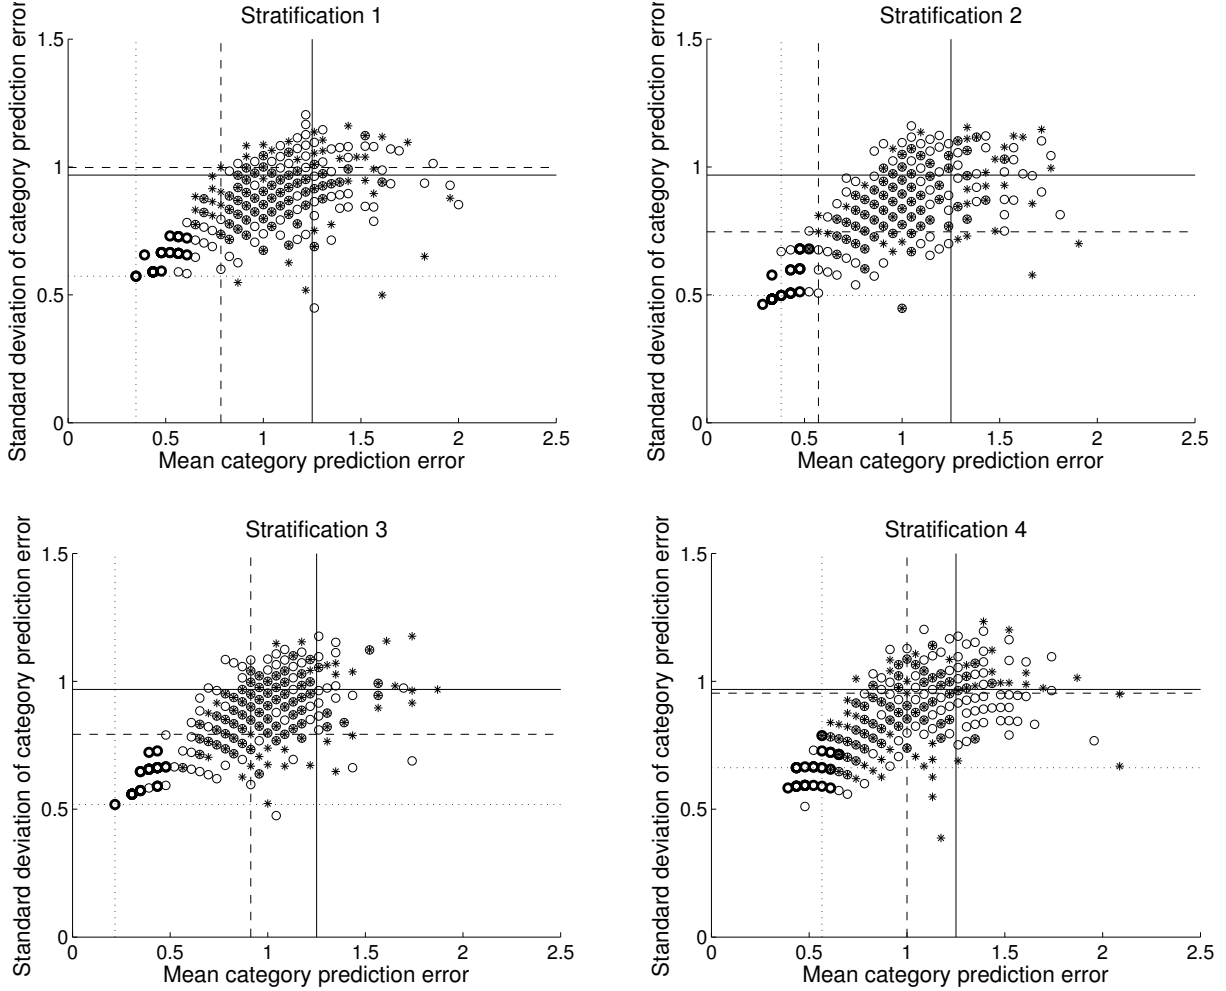 Stratification 1
Standard deviation of category prediction error
1.5
1
0.5
0
0 0.5 1 1.5 2 2.5
Mean category prediction error
Stratification 2
Standard deviation of category prediction error
1.5
1
0.5
0
0 0.5 1 1.5 2 2.5
Mean category prediction error
Stratification 3
Standard deviation of category prediction error
1.5
1
0.5
0
0 0.5 1 1.5 2 2.5
Mean category prediction error
Stratification 4
Standard deviation of category prediction error
1.5
1
0.5
0
0 0.5 1 1.5 2 2.5
Mean category prediction error